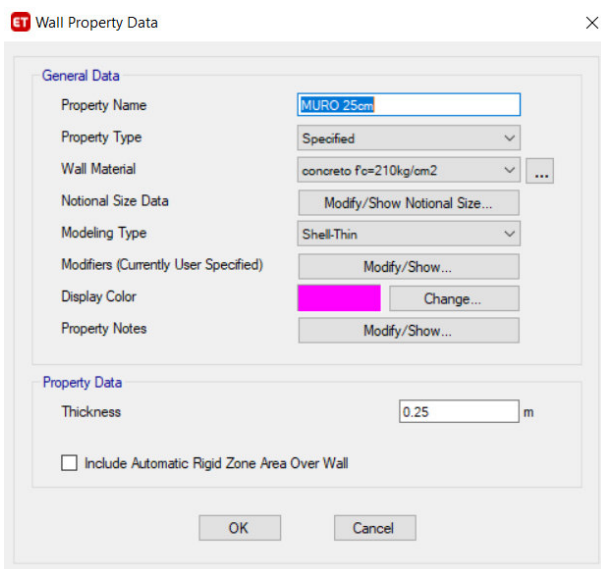 ET Wall Property Data
General Data
Property Name MURO 25cm
Property Type Specified
Wall Material concreto f'c=210kg/cm2 ...
Notional Size Data Modify/Show Notional Size...
Modeling Type Shell-Thin
Modifiers (Currently User Specified) Modify/Show...
Display Color Change...
Property Notes Modify/Show...
Property Data
Thickness 0.25 m
Include Automatic Rigid Zone Area Over Wall
OK Cancel